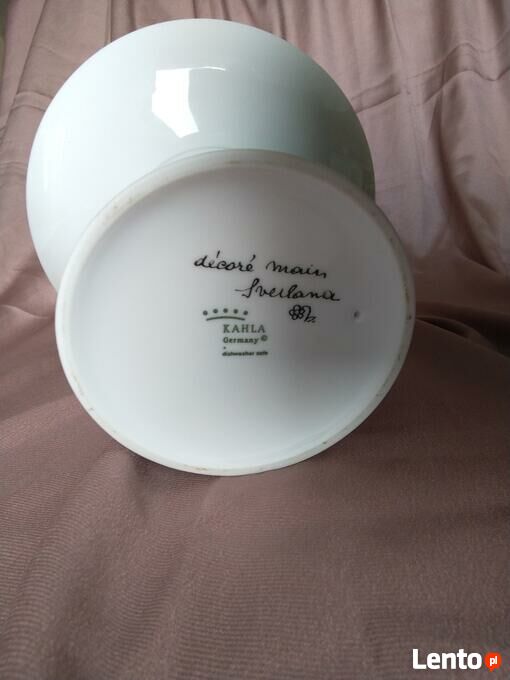 décoré main
Svetlana
KAHLA
Germany ©
dishwasher safe
Lento.pl